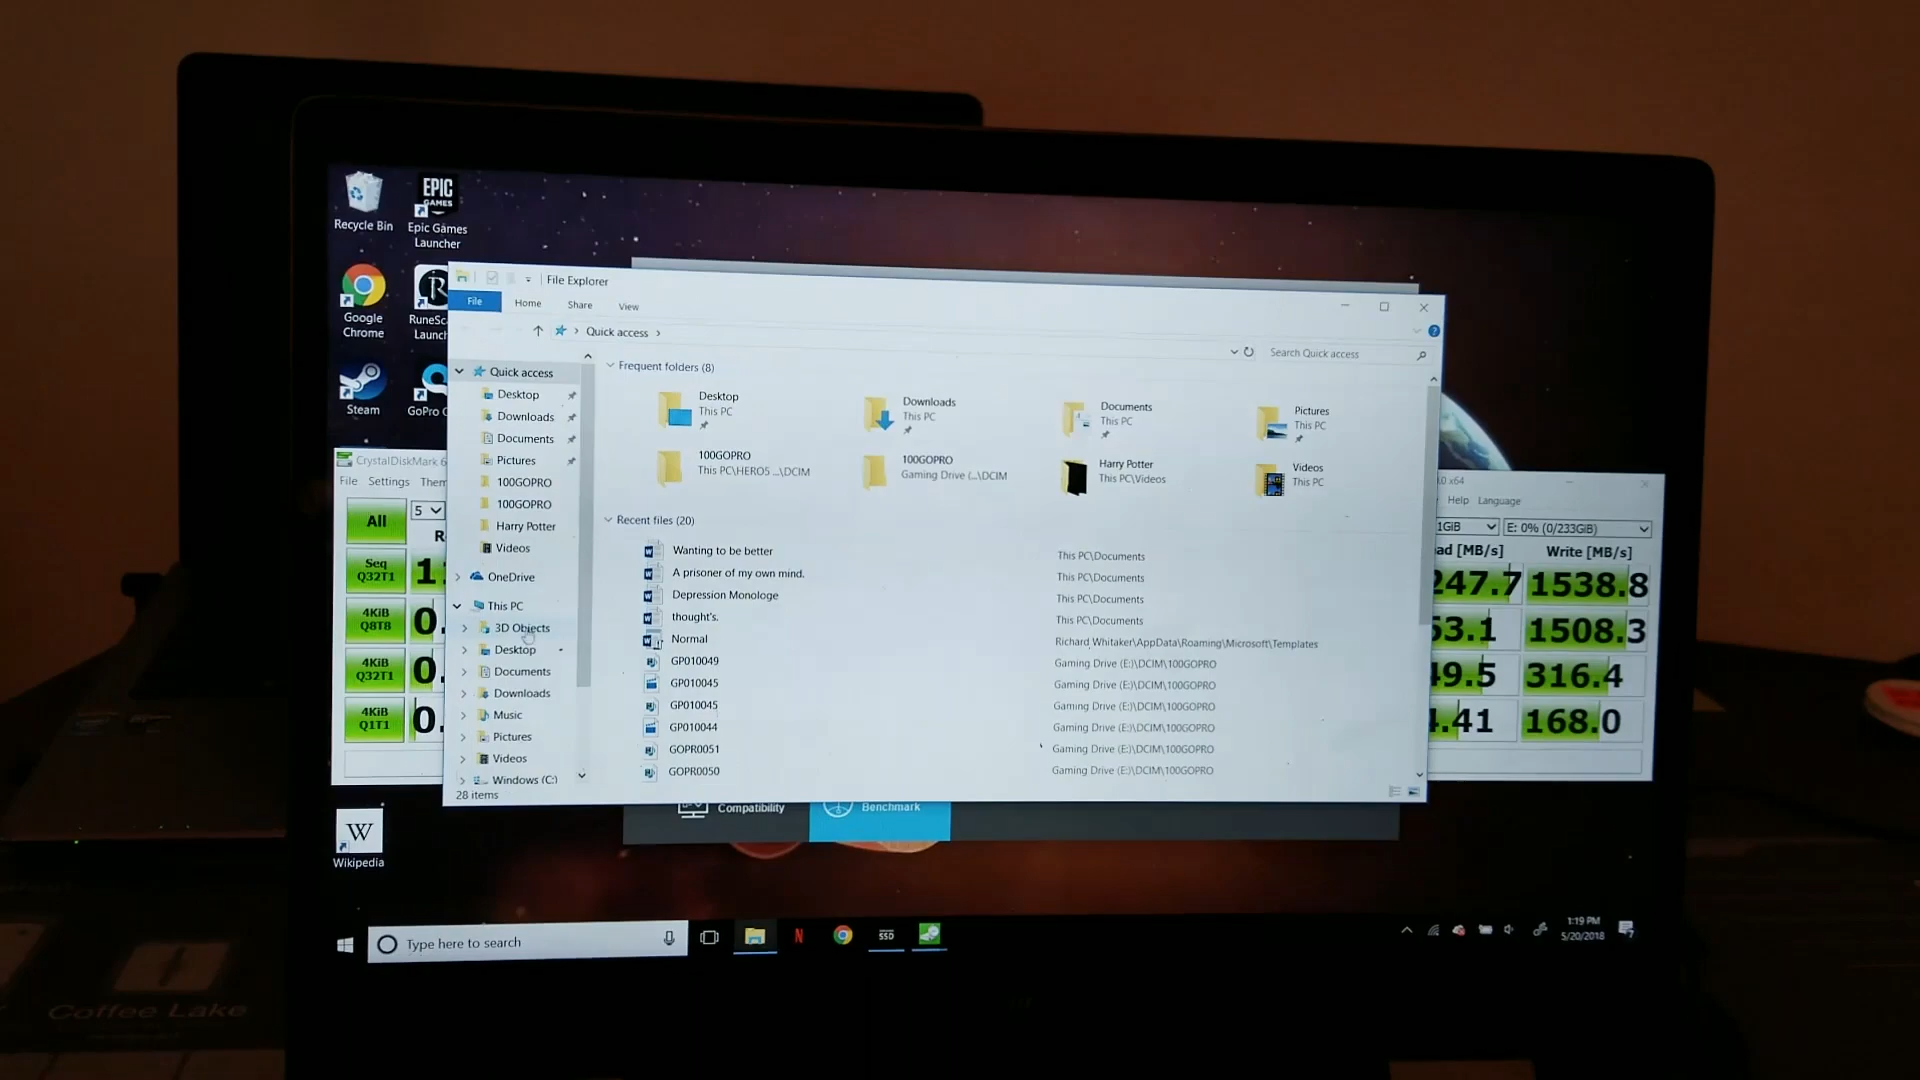 Recycle Bin
EPIC
GAMES
Epic Games
Launcher
Google
Chrome
Steam
File Explorer
File
Home
Share
View
Quick access
Search Quick access
Quick access
Desktop
Downloads
Documents
Pictures
100GOPRO
100GOPRO
Harry Potter
Videos
OneDrive
This PC
3D Objects
Desktop
Documents
Downloads
Music
Pictures
Videos
Windows (C:)
28 items
Frequent folders (8)
Desktop
This PC
Downloads
This PC
Documents
This PC
Pictures
This PC
100GOPRO
This PC\HERO5 ...\DCIM
100GOPRO
Gaming Drive (...\DCIM
Harry Potter
This PC\Videos
Videos
This PC
Recent files (20)
Wanting to be better This PC\Documents
A prisoner of my own mind. This PC\Documents
Depression Monologe This PC\Documents
thought's. This PC\Documents
Normal Richard Whitaker\AppData\Roaming\Microsoft\Templates
GP010049 Gaming Drive (E:)\DCIM\100GOPRO
GP010045 Gaming Drive (E:)\DCIM\100GOPRO
GP010045 Gaming Drive (E:)\DCIM\100GOPRO
GP010044 Gaming Drive (E:)\DCIM\100GOPRO
GOPR0051 Gaming Drive (E:)\DCIM\100GOPRO
GOPR0050 Gaming Drive (E:)\DCIM\100GOPRO
CrystalDiskMark 6
File Settings Them
All
5
Seq
Q32T1
4KiB
Q8T8
4KiB
Q32T1
4KiB
Q1T1
.0 x64
Help Language
1GiB E: 0% (0/233GiB)
ad [MB/s] Write [MB/s]
247.7 1538.8
53.1 1508.3
49.5 316.4
.41 168.0
Compatibility
Benchmark
W
Wikipedia
Type here to search
N
SSD
1:19 PM
5/20/2018
Coffee Lake